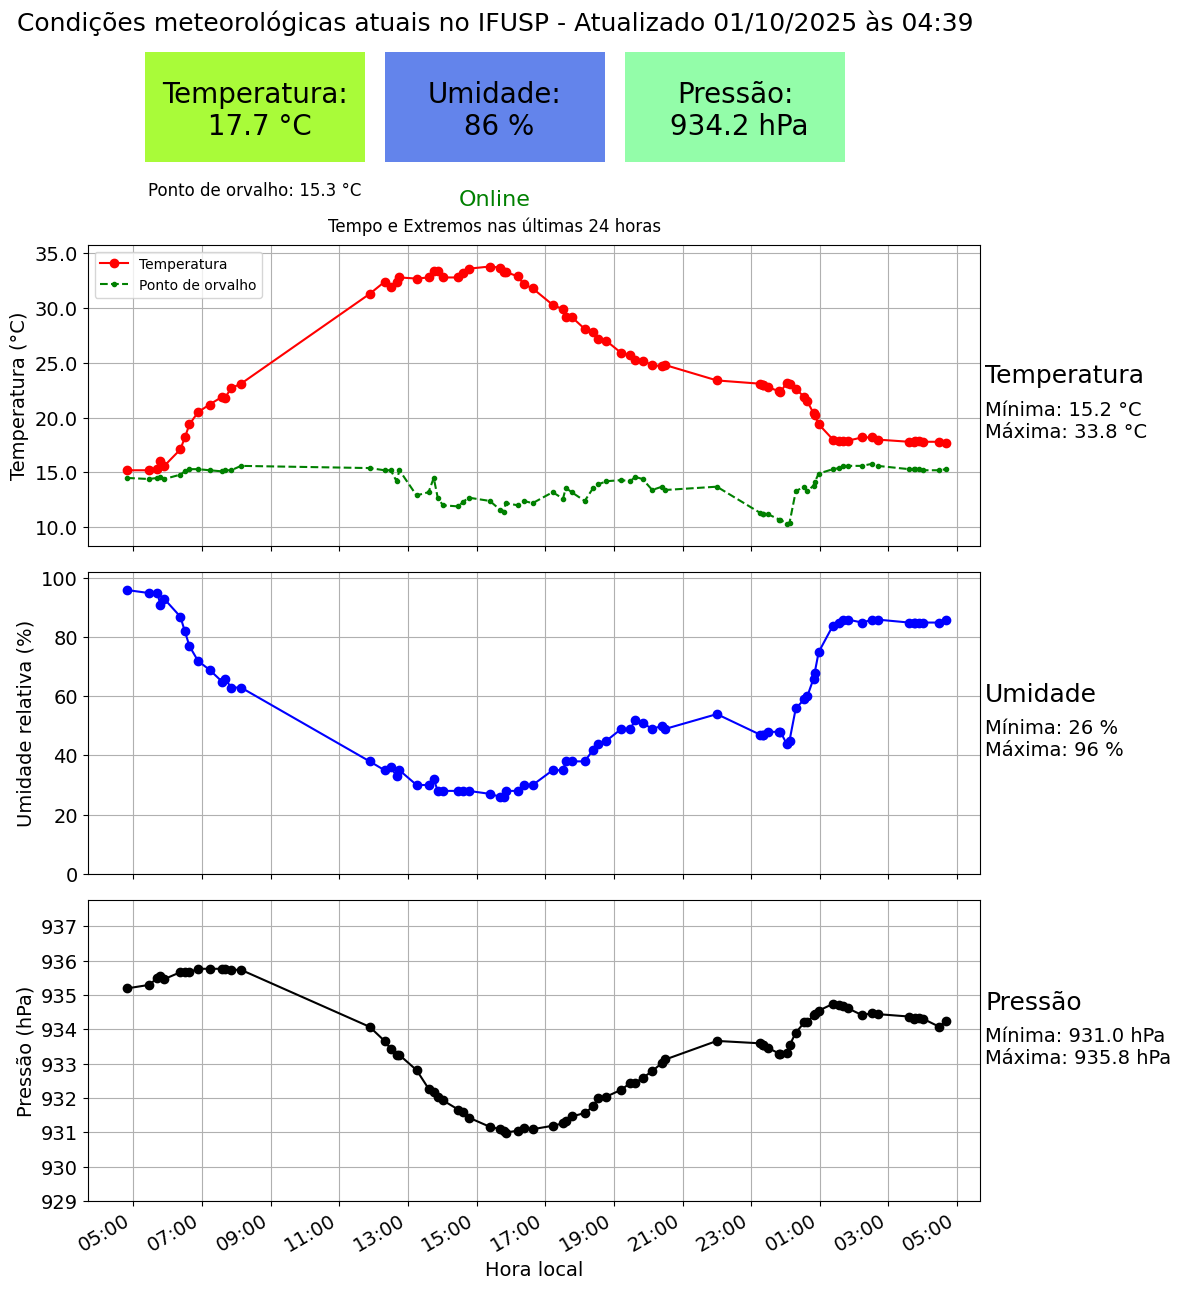 Condições meteorológicas atuais no IFUSP - Atualizado 01/10/2025 às 04:39
Temperatura:
17.7 °C
Umidade:
86 %
Pressão:
934.2 hPa
Ponto de orvalho: 15.3 °C
Online
Tempo e Extremos nas últimas 24 horas
Temperatura
Ponto de orvalho
Temperatura (°C)
35.0
30.0
25.0
20.0
15.0
10.0
Temperatura
Mínima: 15.2 °C
Máxima: 33.8 °C
Umidade relativa (%)
100
80
60
40
20
0
Umidade
Mínima: 26 %
Máxima: 96 %
Pressão (hPa)
937
936
935
934
933
932
931
930
929
Pressão
Mínima: 931.0 hPa
Máxima: 935.8 hPa
05:00 07:00 09:00 11:00 13:00 15:00 17:00 19:00 21:00 23:00 01:00 03:00 05:00
Hora local